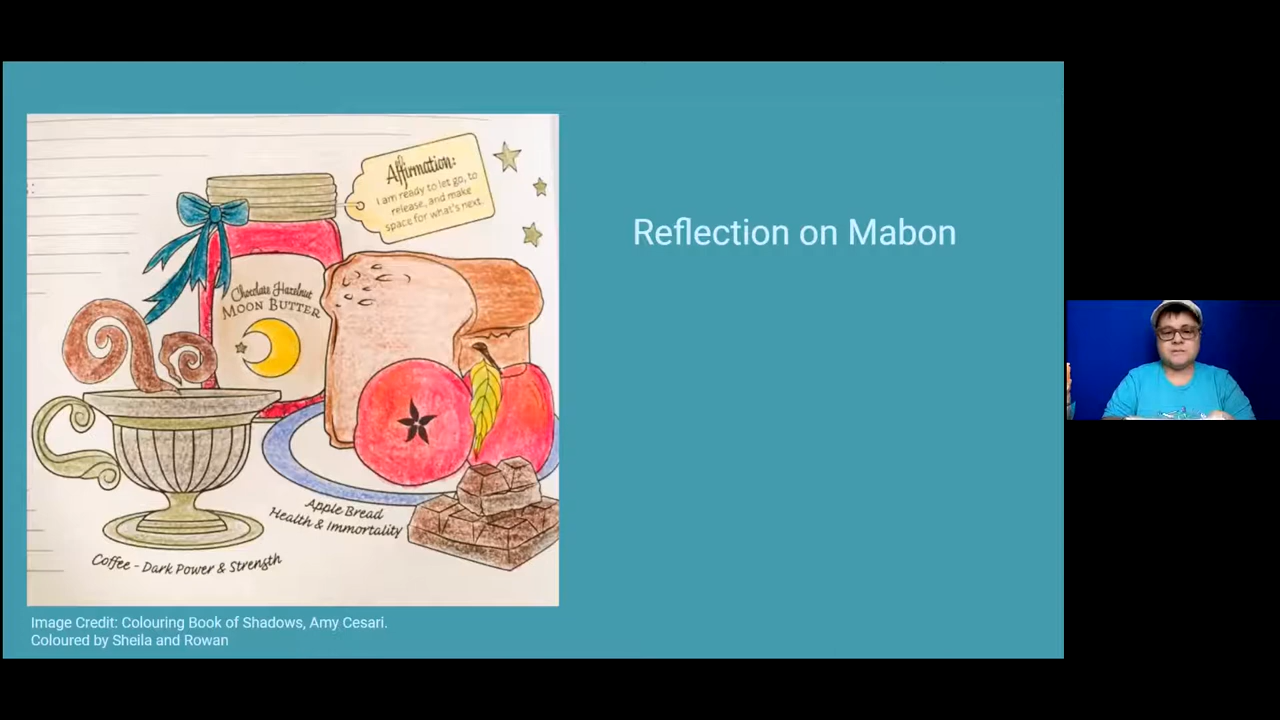 Affirmation:
I am ready to let go, to
release, and make
space for what's next.
Chocolate Hazelnut
MOON BUTTER
Reflection on Mabon
Apple Bread
Health & Immortality
Coffee - Dark Power & Strength
Image Credit: Colouring Book of Shadows, Amy Cesari.
Coloured by Sheila and Rowan